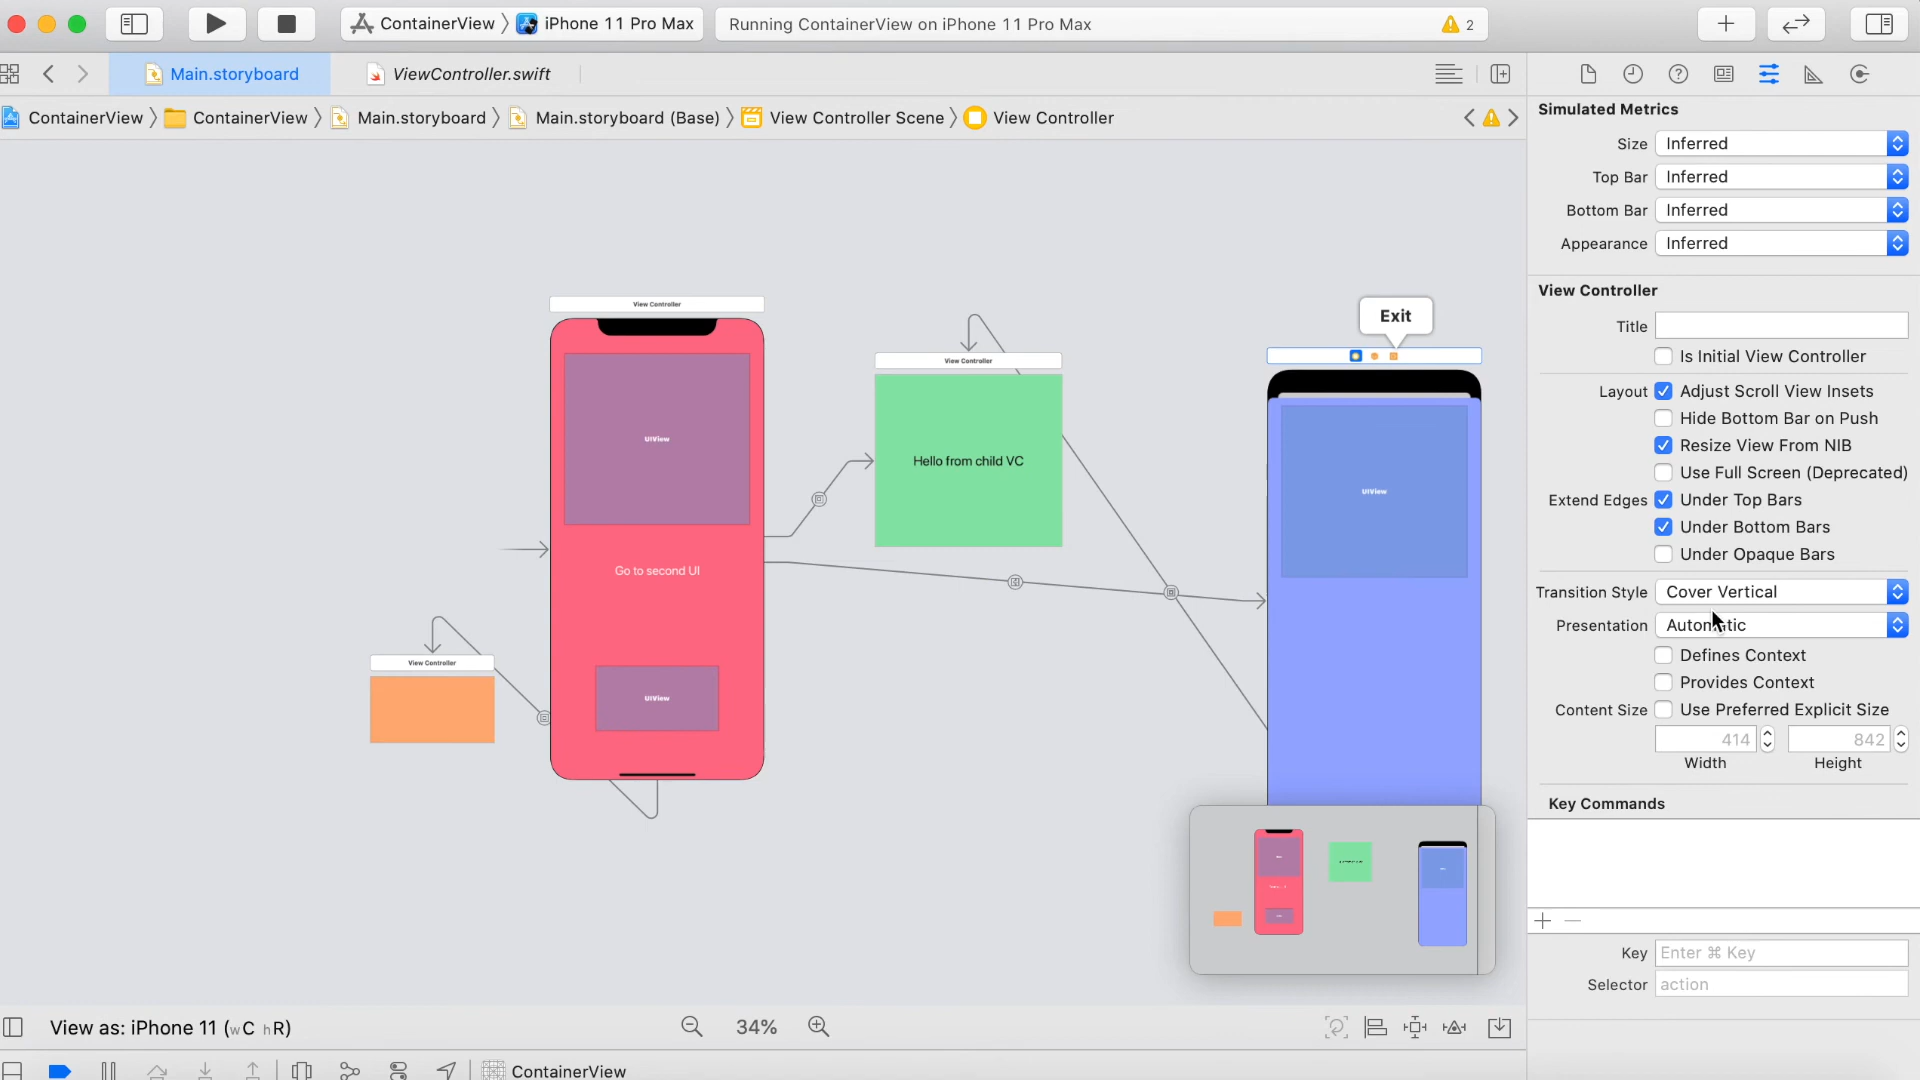 ContainerView 〉 iPhone 11 Pro Max
Running ContainerView on iPhone 11 Pro Max
2
Main.storyboard
ViewController.swift
ContainerView 〉 ContainerView 〉 Main.storyboard 〉 Main.storyboard (Base) 〉 View Controller Scene 〉 View Controller
View Controller
UIView
Go to second UI
UIView
View Controller
View Controller
Hello from child VC
Exit
UIView
Simulated Metrics
Size Inferred
Top Bar Inferred
Bottom Bar Inferred
Appearance Inferred
View Controller
Title
Is Initial View Controller
Layout Adjust Scroll View Insets
Hide Bottom Bar on Push
Resize View From NIB
Use Full Screen (Deprecated)
Extend Edges Under Top Bars
Under Bottom Bars
Under Opaque Bars
Transition Style Cover Vertical
Presentation Automatic
Defines Context
Provides Context
Content Size Use Preferred Explicit Size
414 842
Width Height
Key Commands
Key Enter ⌘ Key
Selector action
View as: iPhone 11 (wC hR)
34%
ContainerView